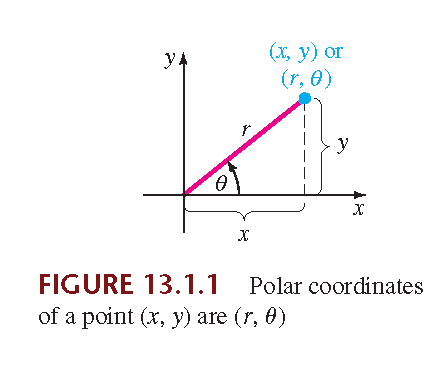 y
(x, y) or
(r, θ)
r
y
θ
x
x
FIGURE 13.1.1 Polar coordinates
of a point (x, y) are (r, θ)